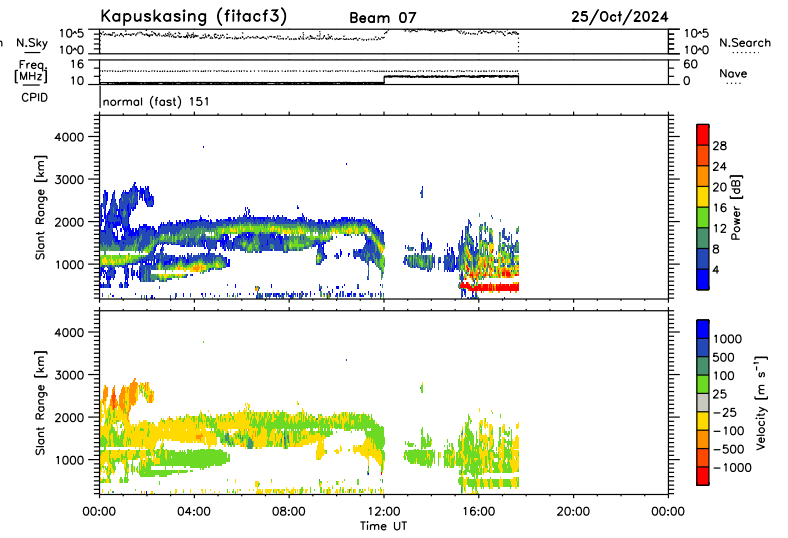 Kapuskasing (fitacf3) Beam 07 25/Oct/2024
N.Sky 10^5 10^0 10^5 10^0 N.Search
Freq. [MHz] 16 10 60 0 Nave
CPID normal (fast) 151
Slant Range [km] 4000 3000 2000 1000
28 24 20 16 12 8 4 Power [dB]
Slant Range [km] 4000 3000 2000 1000
1000 500 100 25 −25 −100 −500 −1000 Velocity [m s⁻¹]
00:00 04:00 08:00 12:00 16:00 20:00 00:00
Time UT